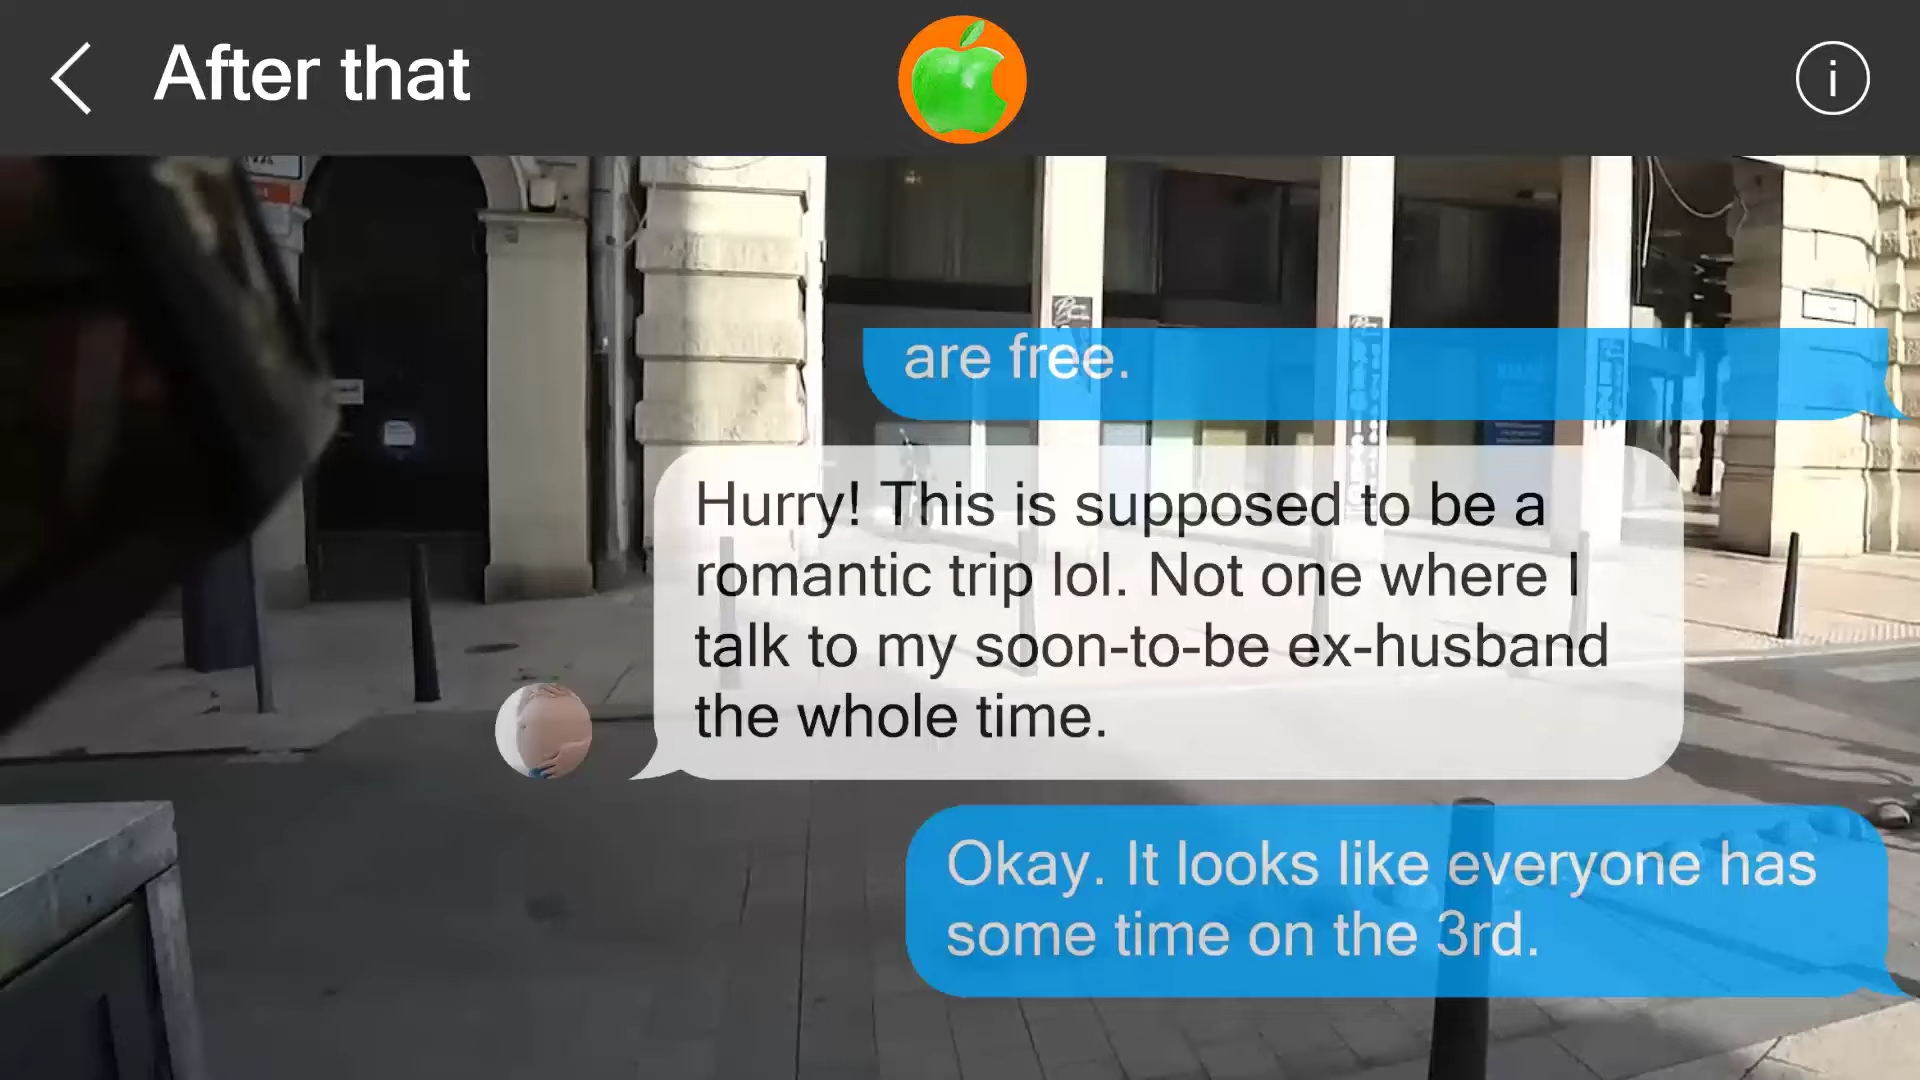 After that
are free.
Hurry! This is supposed to be a
romantic trip lol. Not one where I
talk to my soon-to-be ex-husband
the whole time.
Okay. It looks like everyone has
some time on the 3rd.